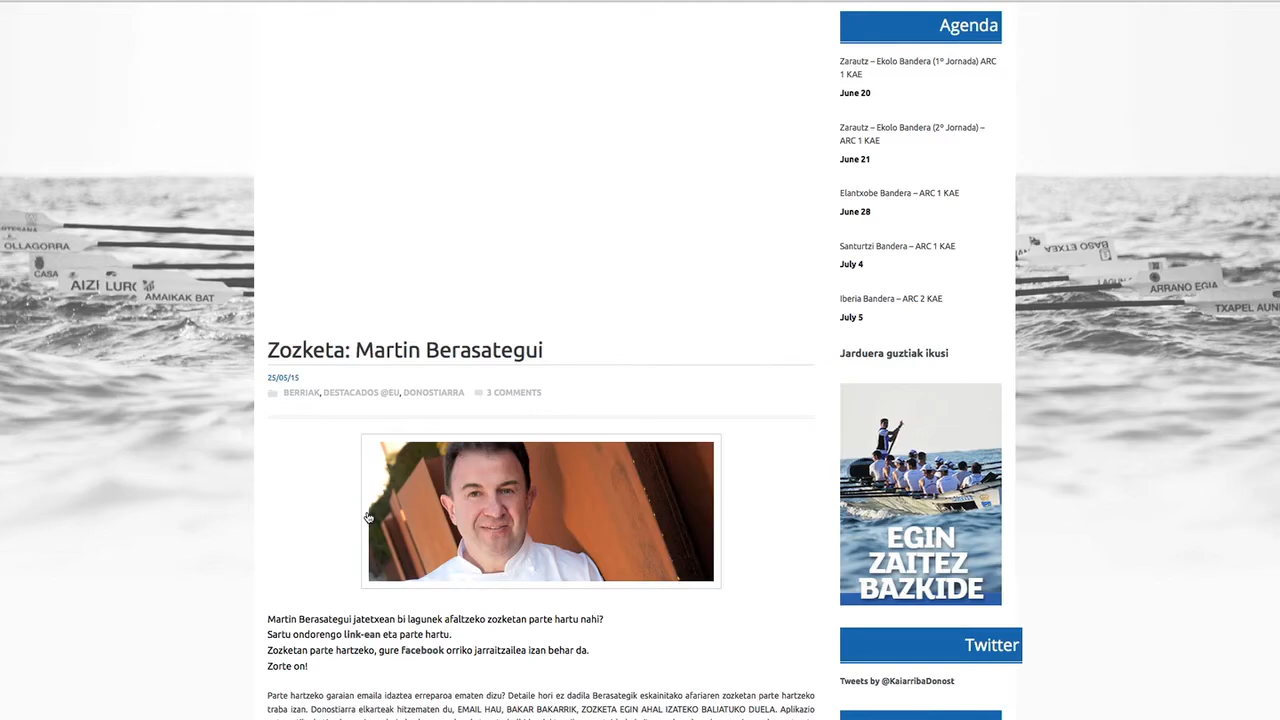 Agenda
Zarautz – Ekolo Bandera (1º Jornada) ARC
1 KAE
June 20
Zarautz – Ekolo Bandera (2º Jornada) –
ARC 1 KAE
June 21
Elantxobe Bandera – ARC 1 KAE
June 28
Santurtzi Bandera – ARC 1 KAE
July 4
Iberia Bandera – ARC 2 KAE
July 5
Jarduera guztiak ikusi
OLLAGORRA
CASA
AIZI LURG
AMAIKAK BAT
BASO ETXEA
ARRANO EGIA
TXAPEL AUN
Zozketa: Martin Berasategui
25/05/15
BERRIAK, DESTACADOS @EU, DONOSTIARRA 3 COMMENTS
Martin Berasategui jatetxean bi lagunek afaltzeko zozketan parte hartu nahi?
Sartu ondorengo link-ean eta parte hartu.
Zozketan parte hartzeko, gure facebook orriko jarraitzailea izan behar da.
Zorte on!
Parte hartzeko garaian emaila idaztea erreparoa ematen dizu? Detaile hori ez dadila Berasategik eskainitako afariaren zozketan parte hartzeko
traba izan. Donostiarra elkarteak hitzematen du, EMAIL HAU, BAKAR BAKARRIK, ZOZKETA EGIN AHAL IZATEKO BALIATUKO DUELA. Aplikazio
EGIN
ZAITEZ
BAZKIDE
Twitter
Tweets by @KaiarribaDonost